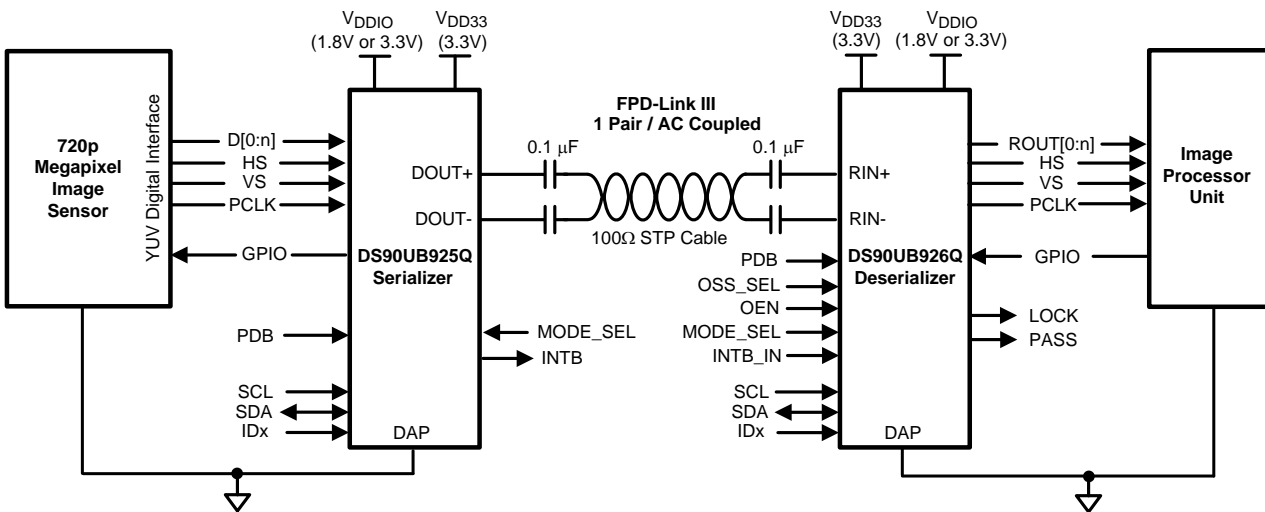 VDDIO
(1.8V or 3.3V)
VDD33
(3.3V)
VDD33
(3.3V)
VDDIO
(1.8V or 3.3V)
720p
Megapixel
Image
Sensor
YUV Digital Interface
D[0:n]
HS
VS
PCLK
GPIO
PDB
SCL
SDA
IDx
DOUT+
DOUT-
DS90UB925Q
Serializer
DAP
MODE_SEL
INTB
FPD-Link III
1 Pair / AC Coupled
0.1 μF
0.1 μF
100Ω STP Cable
PDB
OSS_SEL
OEN
MODE_SEL
INTB_IN
SCL
SDA
IDx
RIN+
RIN-
DS90UB926Q
Deserializer
DAP
ROUT[0:n]
HS
VS
PCLK
GPIO
LOCK
PASS
Image
Processor
Unit